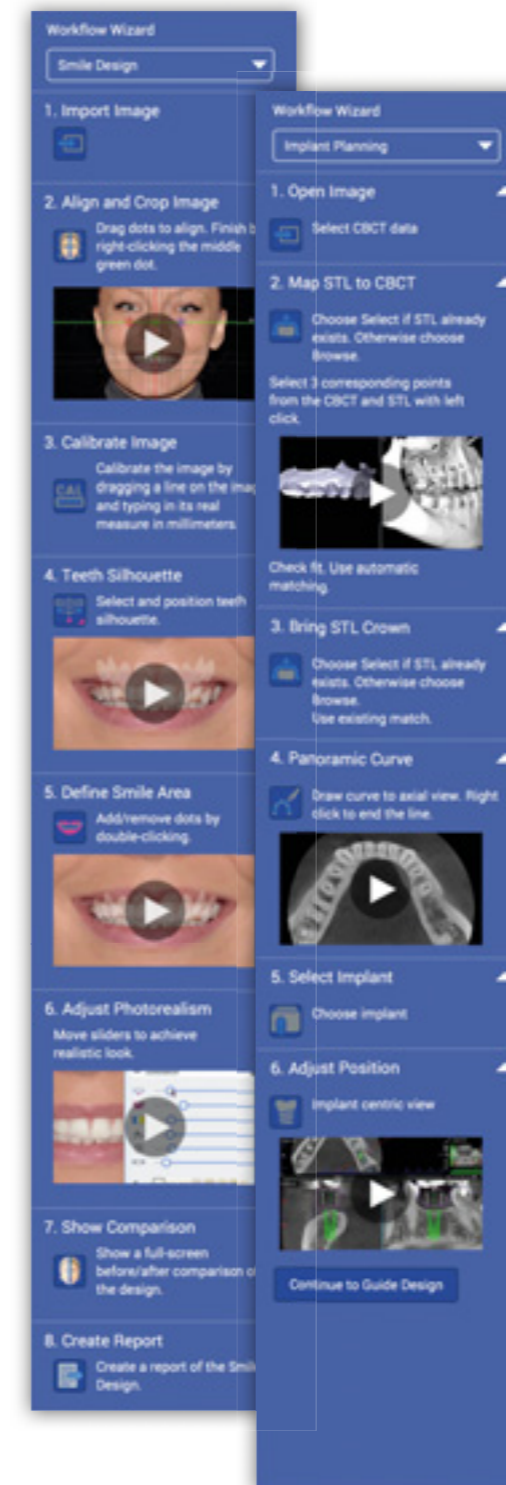 Workflow Wizard
Smile Design
1. Import Image
2. Align and Crop Image
Drag dots to align. Finish
right-clicking the middle
green dot.
3. Calibrate Image
CAL
Calibrate the image by
dragging a line on the
and typing in its real
measure in millimeters.
4. Teeth Silhouette
Select and position teeth
silhouette.
5. Define Smile Area
Add/remove dots by
double-clicking.
6. Adjust Photorealism
Move sliders to achieve
realistic look.
7. Show Comparison
Show a full-screen
before/after comparison
the design.
8. Create Report
Create a report of the
Design.
Workflow Wizard
Implant Planning
1. Open Image
Select CBCT data
2. Map STL to CBCT
Choose Select if STL already
exists. Otherwise choose
Browse.
Select 3 corresponding points
from the CBCT and STL with left
click.
Check fit. Use automatic
matching.
3. Bring STL Crown
Choose Select if STL already
exists. Otherwise choose
Browse.
Use existing match.
4. Panoramic Curve
Draw curve to axial view. Right
click to end the line.
5. Select Implant
Choose implant
6. Adjust Position
Implant centric view
Continue to Guide Design